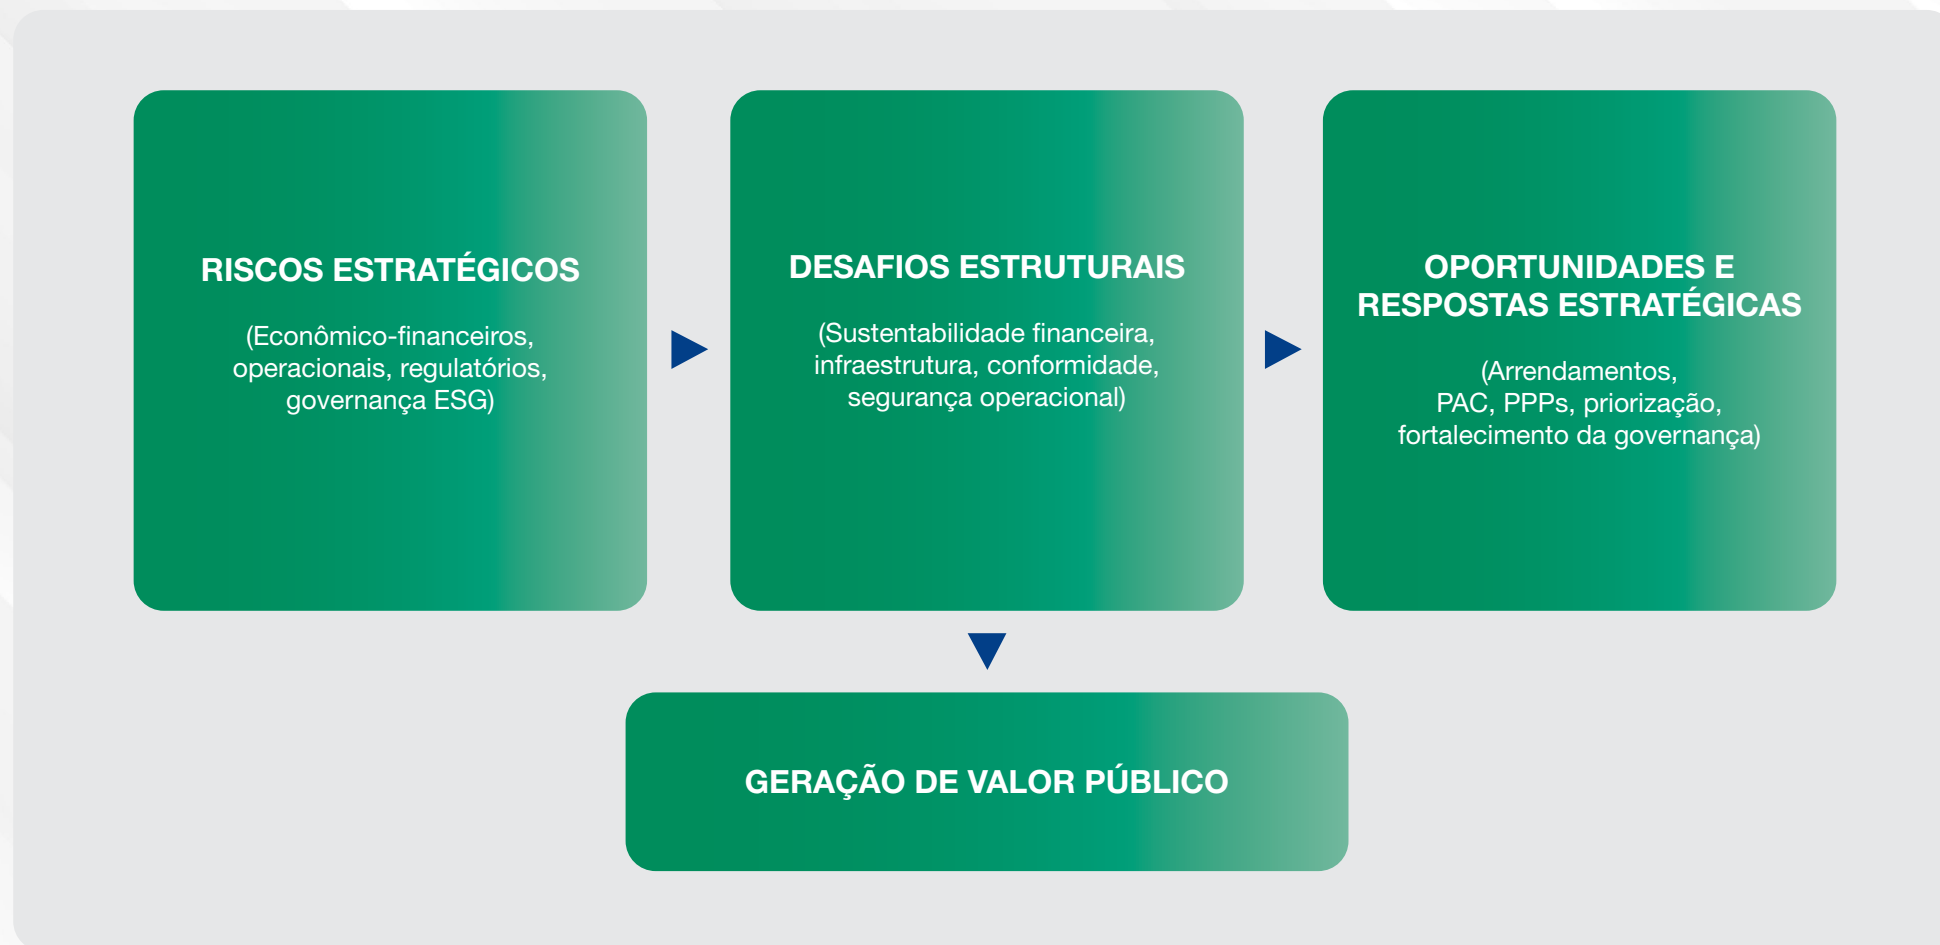 RISCOS ESTRATÉGICOS
(Econômico-financeiros,
operacionais, regulatórios,
governança ESG)
DESAFIOS ESTRUTURAIS
(Sustentabilidade financeira,
infraestrutura, conformidade,
segurança operacional)
OPORTUNIDADES E
RESPOSTAS ESTRATÉGICAS
(Arrendamentos,
PAC, PPPs, priorização,
fortalecimento da governança)
GERAÇÃO DE VALOR PÚBLICO